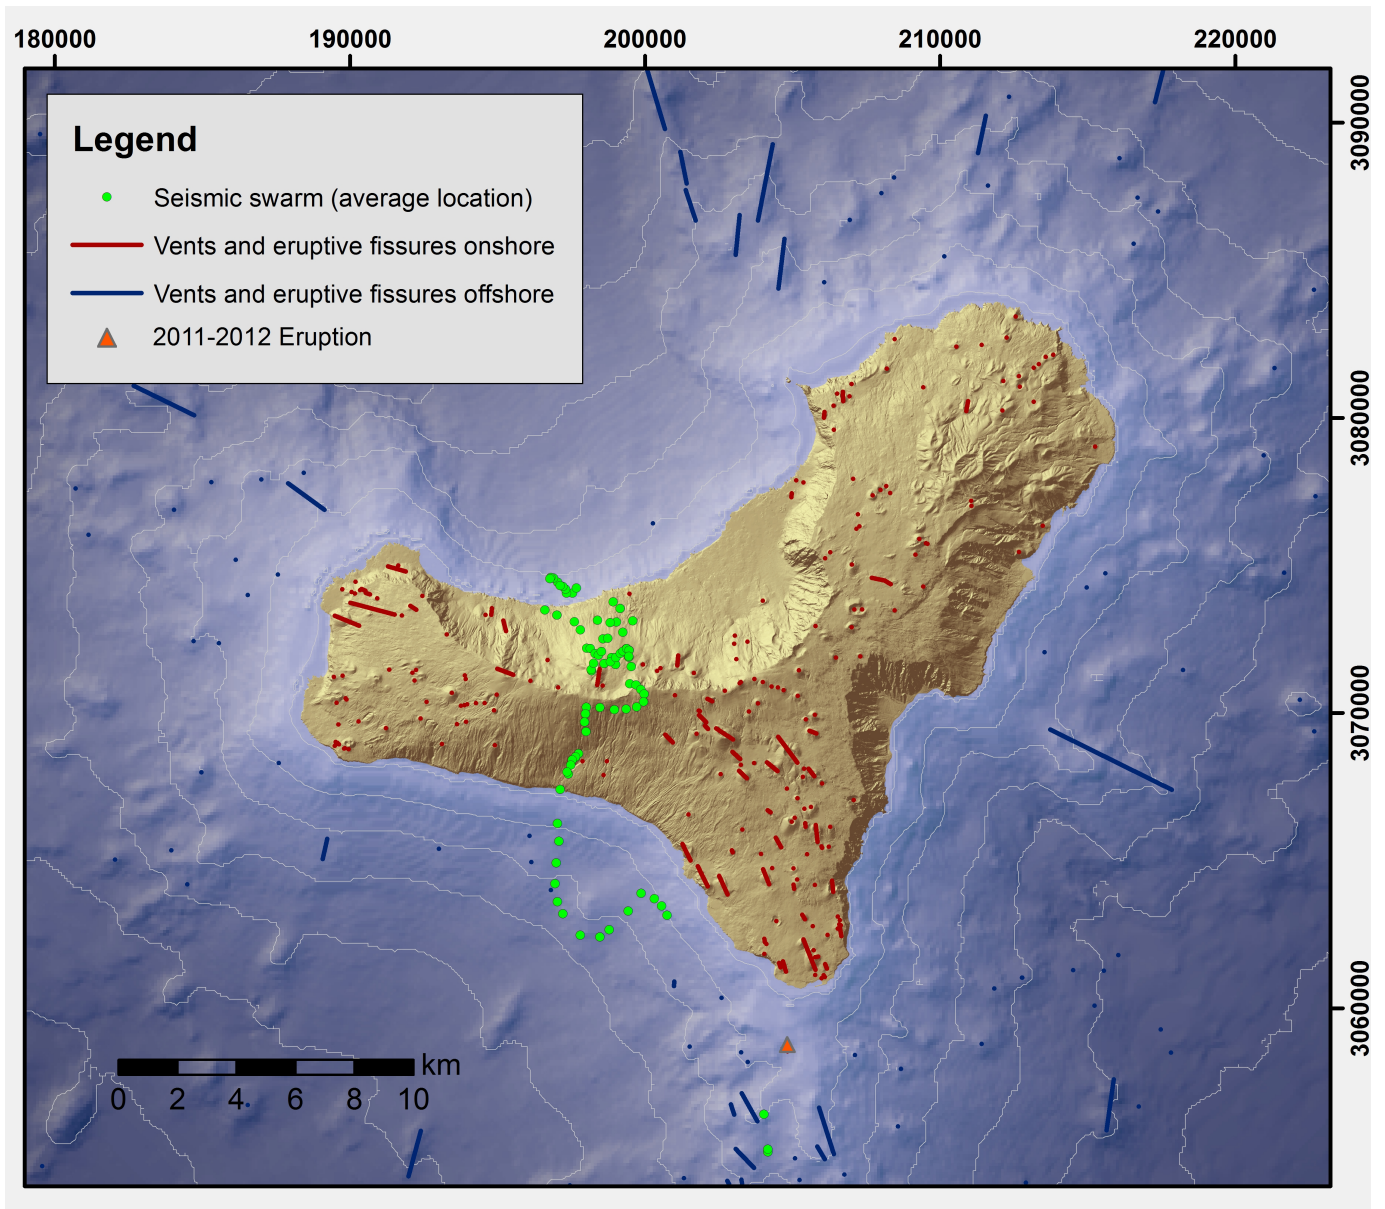 180000 190000 200000 210000 220000
Legend
Seismic swarm (average location)
Vents and eruptive fissures onshore
Vents and eruptive fissures offshore
2011-2012 Eruption
3090000
3080000
3070000
3060000
km
0 2 4 6 8 10